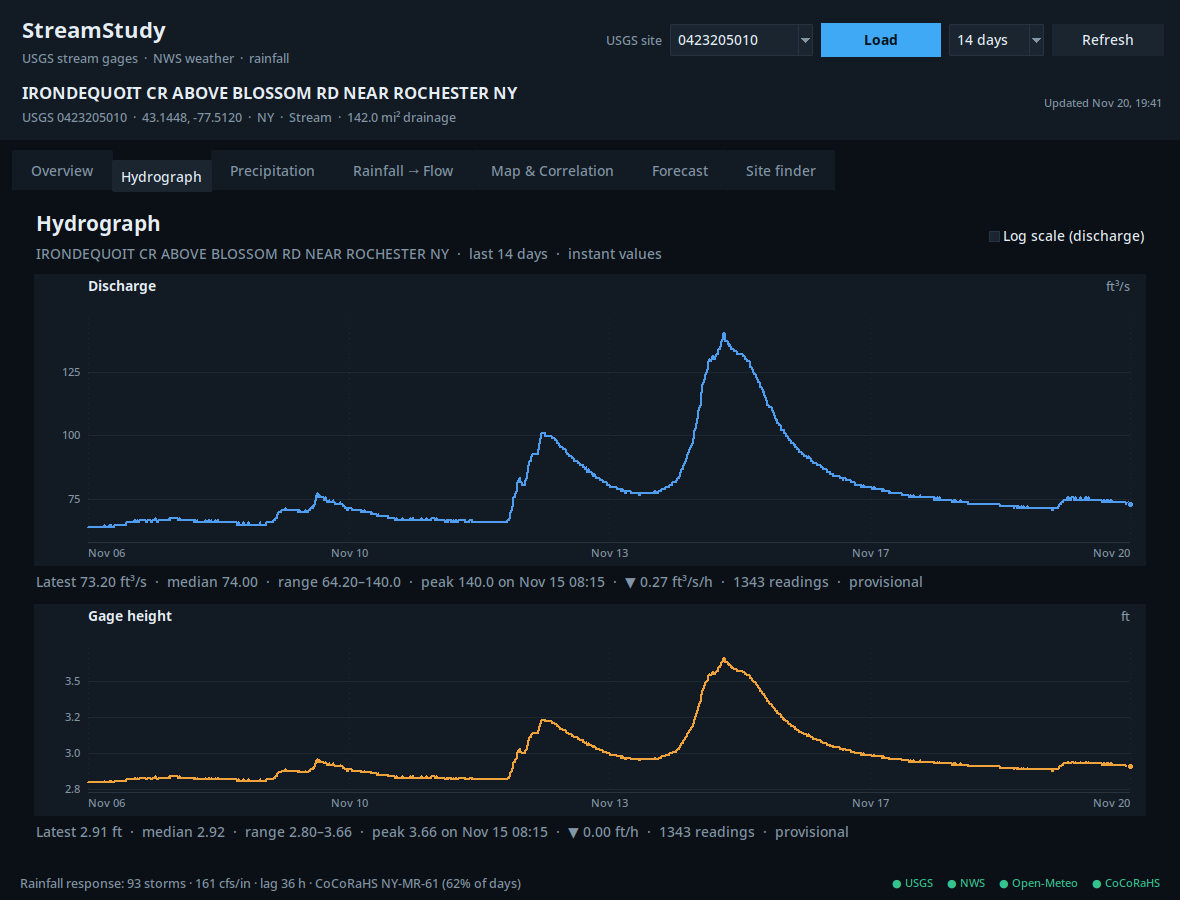 StreamStudy
USGS stream gages · NWS weather · rainfall
USGS site 0423205010 Load 14 days Refresh
IRONDEQUOIT CR ABOVE BLOSSOM RD NEAR ROCHESTER NY
USGS 0423205010 · 43.1448, -77.5120 · NY · Stream · 142.0 mi² drainage
Updated Nov 20, 19:41
Overview Hydrograph Precipitation Rainfall → Flow Map & Correlation Forecast Site finder
Hydrograph
Log scale (discharge)
IRONDEQUOIT CR ABOVE BLOSSOM RD NEAR ROCHESTER NY · last 14 days · instant values
Discharge ft³/s
125
100
75
Nov 06 Nov 10 Nov 13 Nov 17 Nov 20
Latest 73.20 ft³/s · median 74.00 · range 64.20–140.0 · peak 140.0 on Nov 15 08:15 · ▼ 0.27 ft³/s/h · 1343 readings · provisional
Gage height ft
3.5
3.2
3.0
2.8
Nov 06 Nov 10 Nov 13 Nov 17 Nov 20
Latest 2.91 ft · median 2.92 · range 2.80–3.66 · peak 3.66 on Nov 15 08:15 · ▼ 0.00 ft/h · 1343 readings · provisional
Rainfall response: 93 storms · 161 cfs/in · lag 36 h · CoCoRaHS NY-MR-61 (62% of days)
● USGS ● NWS ● Open-Meteo ● CoCoRaHS